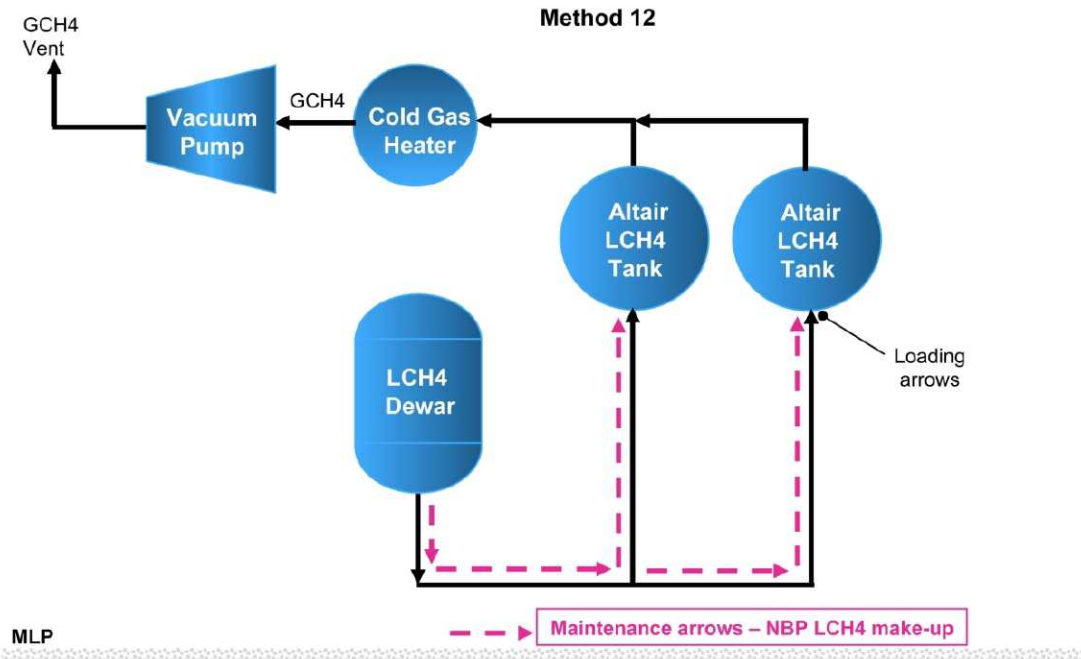 Method 12
GCH4
Vent
Vacuum
Pump
GCH4
Cold Gas
Heater
Altair
LCH4
Tank
Altair
LCH4
Tank
LCH4
Dewar
Loading
arrows
Maintenance arrows – NBP LCH4 make-up
MLP